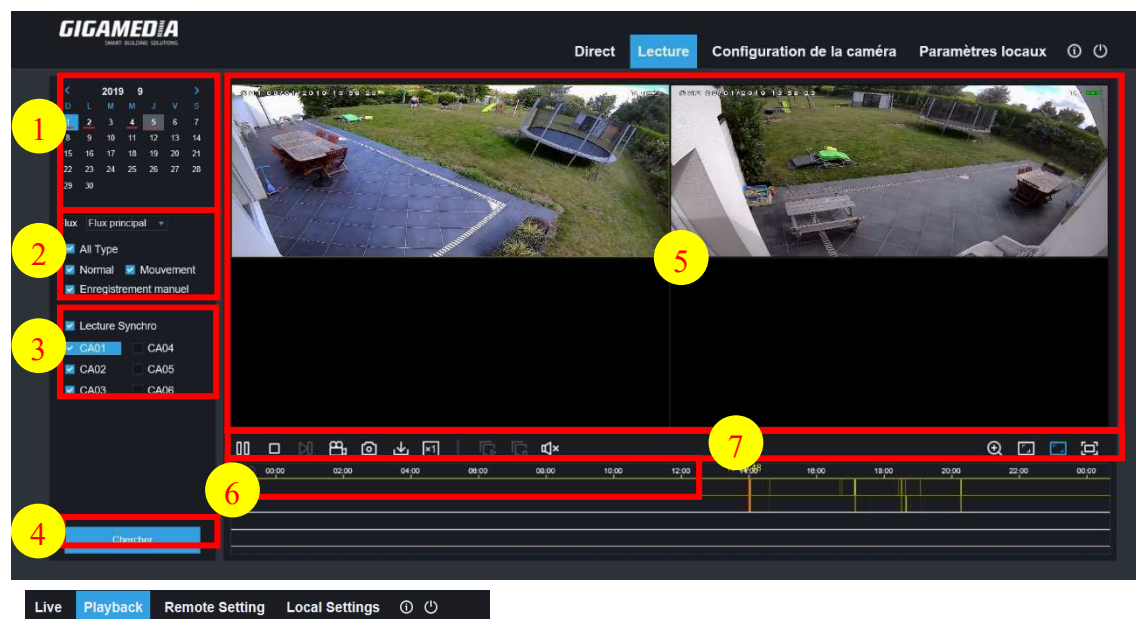 GIGAMEDIA
SMART BUILDING SOLUTIONS
Direct Lecture Configuration de la caméra Paramètres locaux
2019 9
D L M M J V S
1 2 3 4 5 6 7
8 9 10 11 12 13 14
15 16 17 18 19 20 21
22 23 24 25 26 27 28
29 30
1
Flux principal
All Type
Normal Mouvement
Enregistrement manuel
2
Lecture Synchro
CA01 CA04
CA02 CA05
CA03 CA06
3
Chercher
4
5
x1
7
00:00 02:00 04:00 06:00 08:00 10:00 12:00 16:00 18:00 20:00 22:00 00:00
6
Live Playback Remote Setting Local Settings